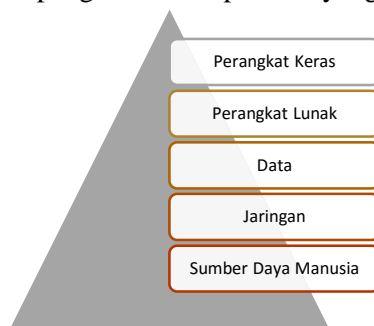 Perangkat Keras
Perangkat Lunak
Data
Jaringan
Sumber Daya Manusia